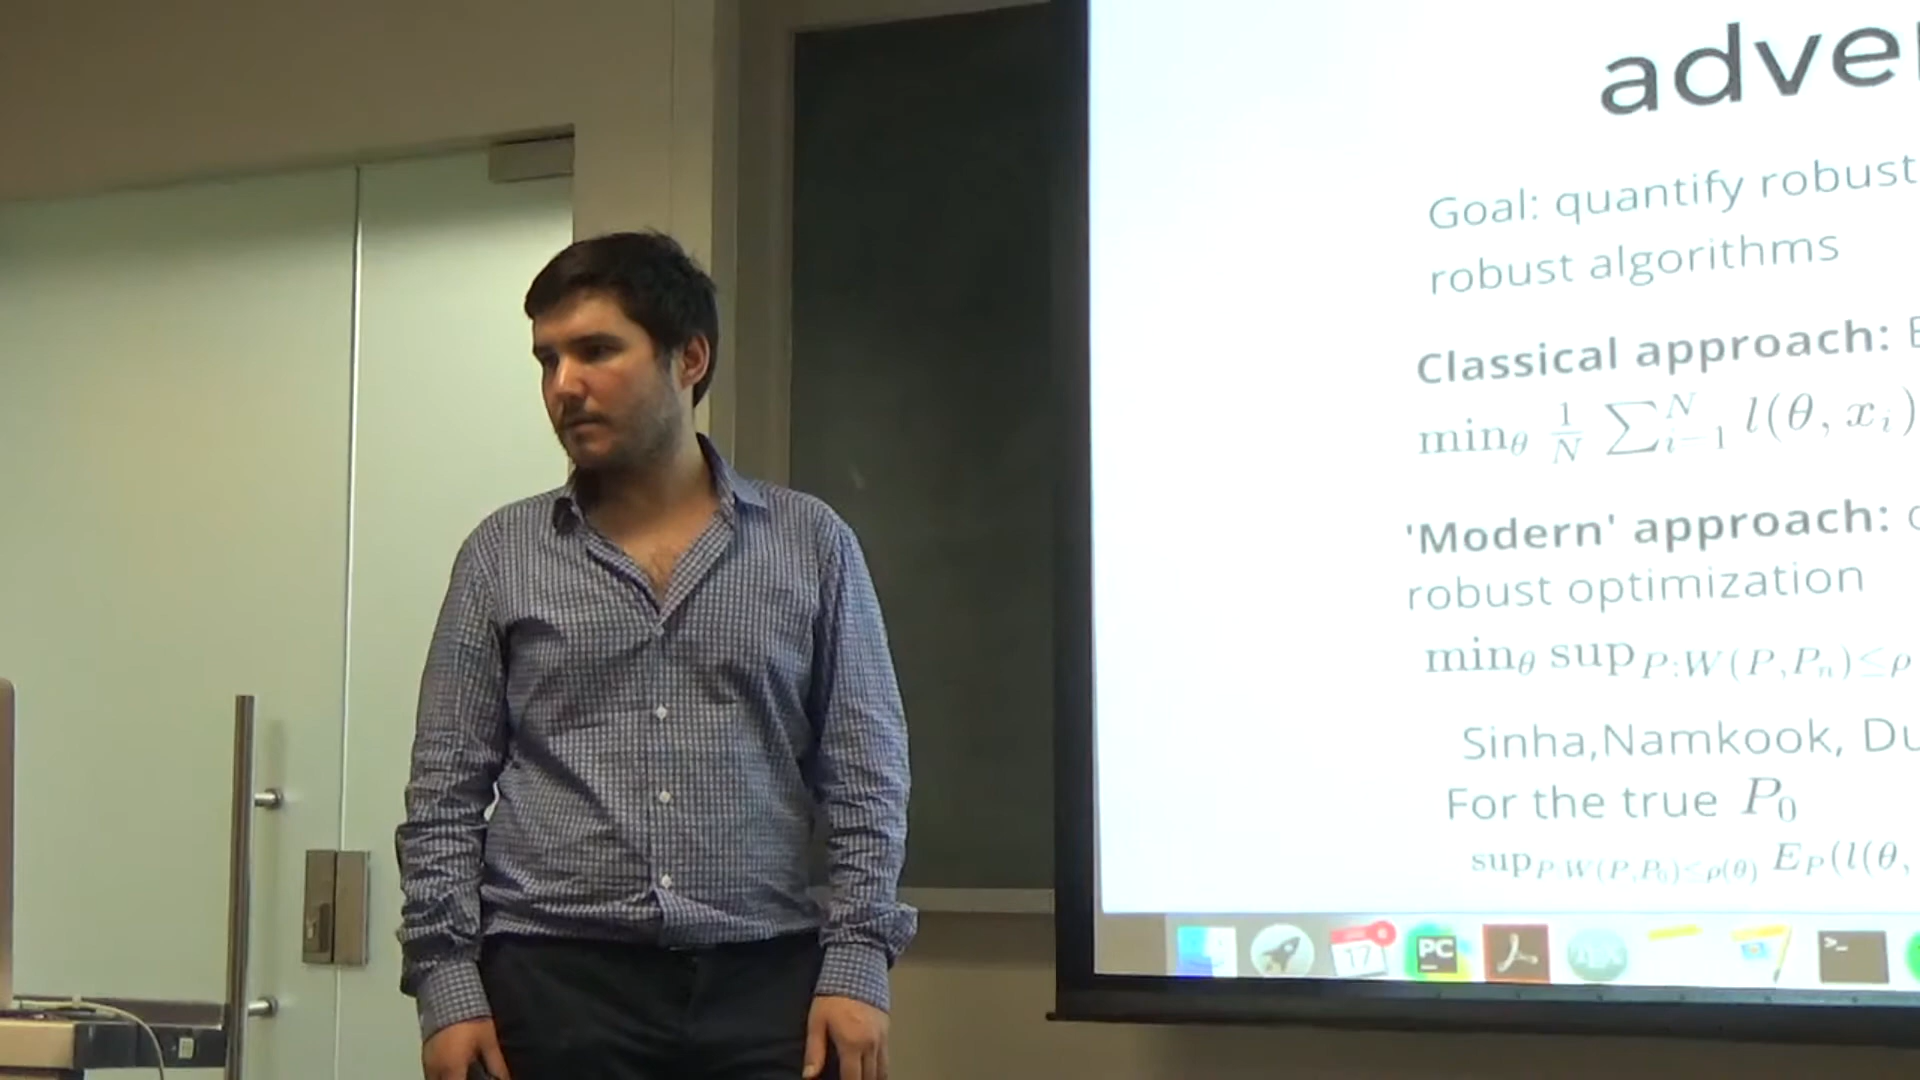 adve
Goal: quantify robust
robust algorithms
Classical approach: E
min_θ 1/N ∑_{i-1}^N l(θ, x_i)
'Modern' approach:
robust optimization
min_θ sup_{P:W(P,P_n)≤ρ}
Sinha,Namkook, Du
For the true P_0
sup_{P:W(P,P_0)≤ρ(θ)} E_P(l(θ,
17
PC
>_